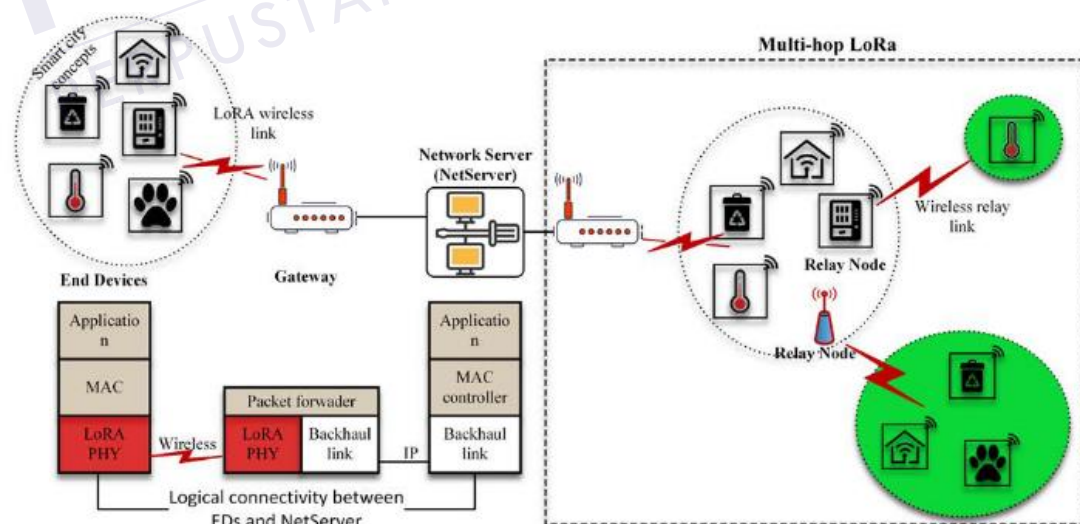 PERPUSTA
Smart city
concepts
LoRA wireless
link
End Devices
Gateway
Network Server
(NetServer)
Multi-hop LoRa
Wireless relay
link
Relay Node
Relay Node
Applicatio
n
MAC
LoRA
PHY
Wireless
Packet forwader
LoRA
PHY
Backhaul
link
IP
Applicatio
n
MAC
controller
Backhaul
link
Logical connectivity between
EDs and NetServer